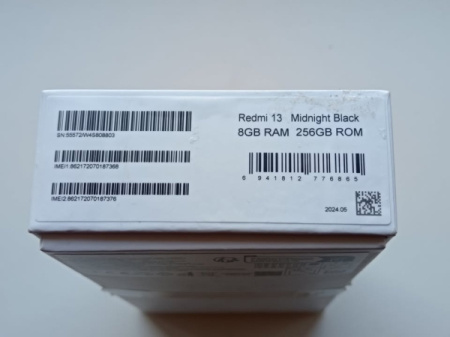 SN:55572/W4S808803
IMEI1:862172070187368
IMEI2:862172070187376
Redmi 13 Midnight Black
8GB RAM 256GB ROM
6 941812 776865
2024.05